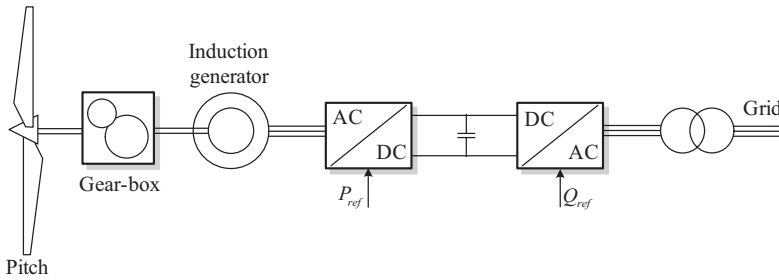 Induction
generator
Gear-box
Pitch
AC
DC
P_ref
DC
AC
Q_ref
Grid